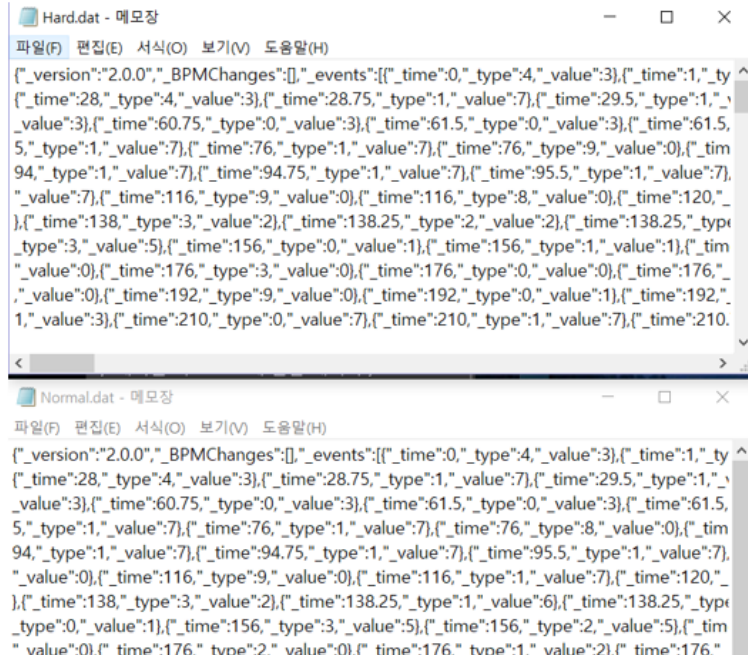 Hard.dat - 메모장
파일(F) 편집(E) 서식(O) 보기(V) 도움말(H)
{"_version":"2.0.0","_BPMChanges":[],"_events":[{"_time":0,"_type":4,"_value":3},{"_time":1,"_ty
{"_time":28,"_type":4,"_value":3},{"_time":28.75,"_type":1,"_value":7},{"_time":29.5,"_type":1,"_
_value":3},{"_time":60.75,"_type":0,"_value":3},{"_time":61.5,"_type":0,"_value":3},{"_time":61.5,
5,"_type":1,"_value":7},{"_time":76,"_type":1,"_value":7},{"_time":76,"_type":9,"_value":0},{"_tim
94,"_type":1,"_value":7},{"_time":94.75,"_type":1,"_value":7},{"_time":95.5,"_type":1,"_value":7},
"_value":7},{"_time":116,"_type":9,"_value":0},{"_time":116,"_type":8,"_value":0},{"_time":120,"_
},{"_time":138,"_type":3,"_value":2},{"_time":138.25,"_type":2,"_value":2},{"_time":138.25,"_type
_type":3,"_value":5},{"_time":156,"_type":0,"_value":1},{"_time":156,"_type":1,"_value":1},{"_tim
"_value":0},{"_time":176,"_type":3,"_value":0},{"_time":176,"_type":0,"_value":0},{"_time":176,"_
,"_value":0},{"_time":192,"_type":9,"_value":0},{"_time":192,"_type":0,"_value":1},{"_time":192,"_
1,"_value":3},{"_time":210,"_type":0,"_value":7},{"_time":210,"_type":1,"_value":7},{"_time":210.
Normal.dat - 메모장
파일(F) 편집(E) 서식(O) 보기(V) 도움말(H)
{"_version":"2.0.0","_BPMChanges":[],"_events":[{"_time":0,"_type":4,"_value":3},{"_time":1,"_ty
{"_time":28,"_type":4,"_value":3},{"_time":28.75,"_type":1,"_value":7},{"_time":29.5,"_type":1,"_
_value":3},{"_time":60.75,"_type":0,"_value":3},{"_time":61.5,"_type":0,"_value":3},{"_time":61.5,
5,"_type":1,"_value":7},{"_time":76,"_type":1,"_value":7},{"_time":76,"_type":8,"_value":0},{"_tim
94,"_type":1,"_value":7},{"_time":94.75,"_type":1,"_value":7},{"_time":95.5,"_type":1,"_value":7},
"_value":0},{"_time":116,"_type":9,"_value":0},{"_time":116,"_type":1,"_value":7},{"_time":120,"_
},{"_time":138,"_type":3,"_value":2},{"_time":138.25,"_type":1,"_value":6},{"_time":138.25,"_type
_type":0,"_value":1},{"_time":156,"_type":3,"_value":5},{"_time":156,"_type":2,"_value":5},{"_tim
"_value":0},{"_time":176,"_type":2,"_value":0},{"_time":176,"_type":1,"_value":2},{"_time":176,"